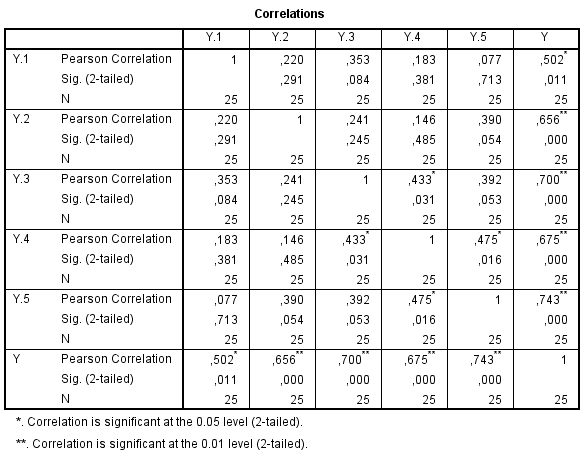 Correlations
Y.1 Y.2 Y.3 Y.4 Y.5 Y
Y.1 Pearson Correlation 1 ,220 ,353 ,183 ,077 ,502*
Sig. (2-tailed) ,291 ,084 ,381 ,713 ,011
N 25 25 25 25 25 25
Y.2 Pearson Correlation ,220 1 ,241 ,146 ,390 ,656**
Sig. (2-tailed) ,291 ,245 ,485 ,054 ,000
N 25 25 25 25 25 25
Y.3 Pearson Correlation ,353 ,241 1 ,433* ,392 ,700**
Sig. (2-tailed) ,084 ,245 ,031 ,053 ,000
N 25 25 25 25 25 25
Y.4 Pearson Correlation ,183 ,146 ,433* 1 ,475* ,675**
Sig. (2-tailed) ,381 ,485 ,031 ,016 ,000
N 25 25 25 25 25 25
Y.5 Pearson Correlation ,077 ,390 ,392 ,475* 1 ,743**
Sig. (2-tailed) ,713 ,054 ,053 ,016 ,000
N 25 25 25 25 25 25
Y Pearson Correlation ,502* ,656** ,700** ,675** ,743** 1
Sig. (2-tailed) ,011 ,000 ,000 ,000 ,000
N 25 25 25 25 25 25
*. Correlation is significant at the 0.05 level (2-tailed).
**. Correlation is significant at the 0.01 level (2-tailed).